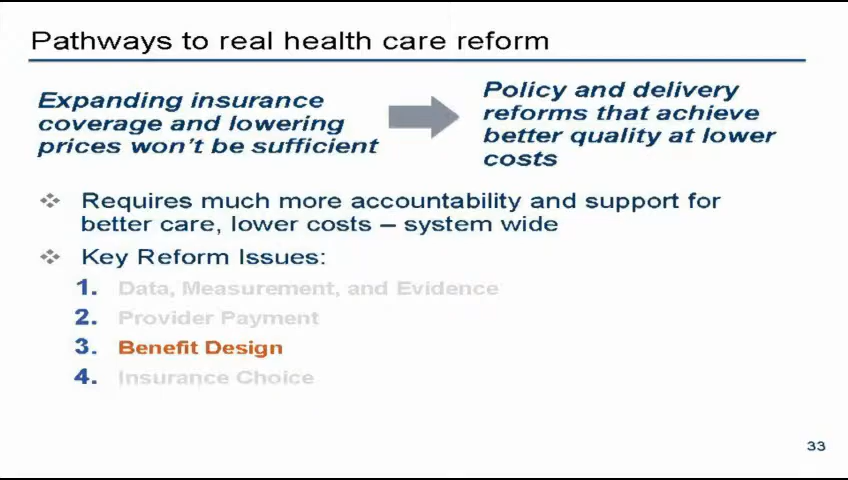 Pathways to real health care reform
Expanding insurance
coverage and lowering
prices won't be sufficient
Policy and delivery
reforms that achieve
better quality at lower
costs
Requires much more accountability and support for
better care, lower costs – system wide
Key Reform Issues:
1. Data, Measurement, and Evidence
2. Provider Payment
3. Benefit Design
4. Insurance Choice
33